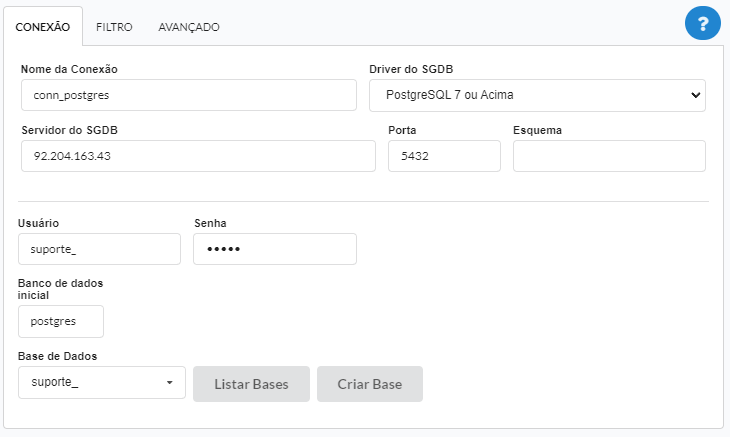 CONEXÃO FILTRO AVANÇADO ?
Nome da Conexão Driver do SGDB
conn_postgres PostgreSQL 7 ou Acima
Servidor do SGDB Porta Esquema
92.204.163.43 5432
Usuário Senha
suporte_ •••••
Banco de dados
inicial
postgres
Base de Dados
suporte_ Listar Bases Criar Base